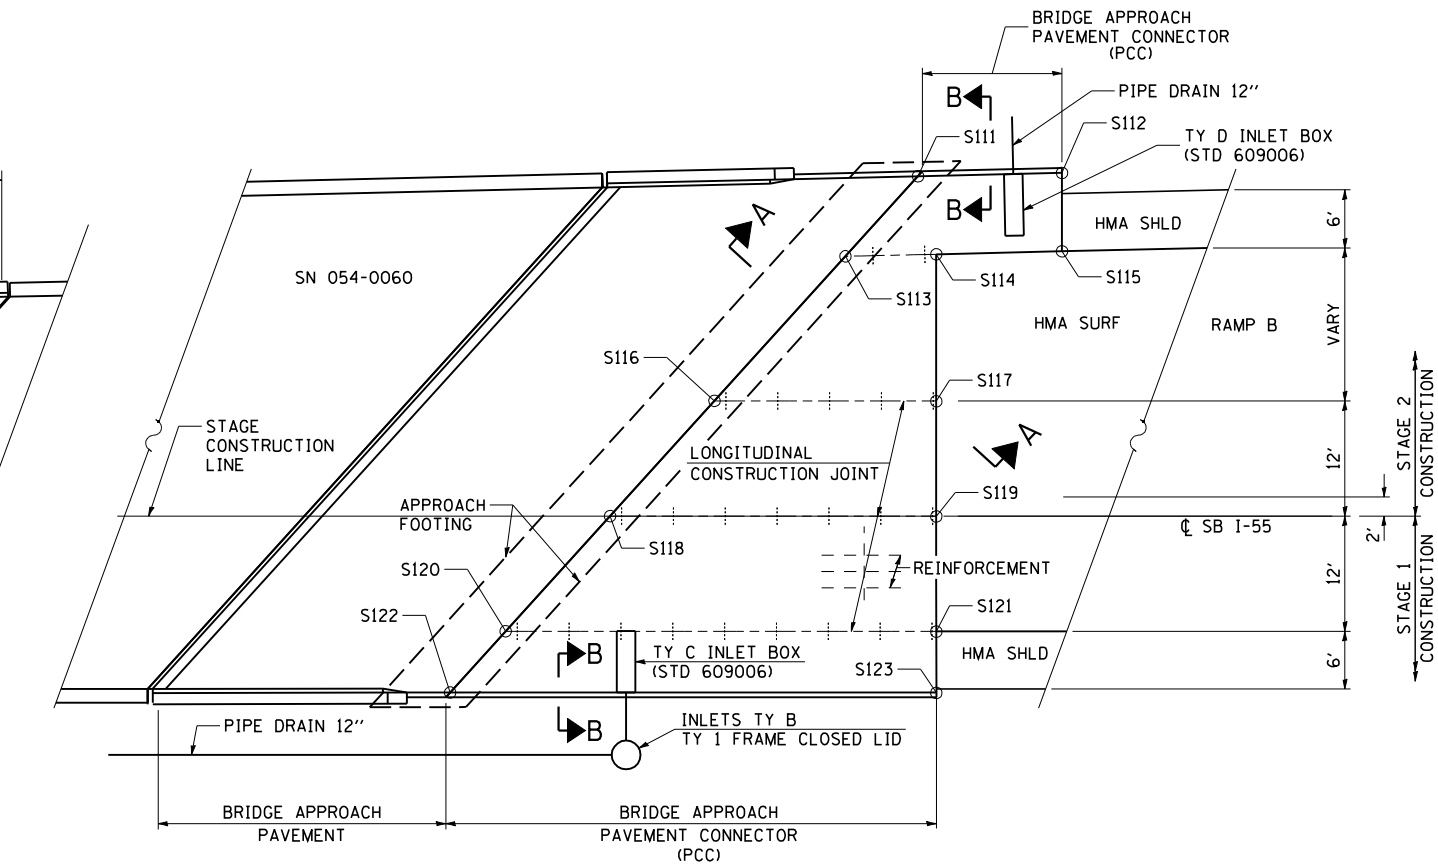 BRIDGE APPROACH
PAVEMENT CONNECTOR
(PCC)
B
PIPE DRAIN 12''
S111
S112
TY D INLET BOX
(STD 609006)
A
B
HMA SHLD
6'
SN 054-0060
S113
S114
S115
HMA SURF
RAMP B
VARY
S116
S117
STAGE
CONSTRUCTION
LINE
LONGITUDINAL
CONSTRUCTION JOINT
A
12'
STAGE 2
CONSTRUCTION
APPROACH
FOOTING
S119
℄ SB I-55
2'
S118
S120
REINFORCEMENT
12'
STAGE 1
CONSTRUCTION
S122
S121
B
TY C INLET BOX
(STD 609006)
S123
HMA SHLD
6'
PIPE DRAIN 12''
B
INLETS TY B
TY 1 FRAME CLOSED LID
BRIDGE APPROACH
PAVEMENT
BRIDGE APPROACH
PAVEMENT CONNECTOR
(PCC)